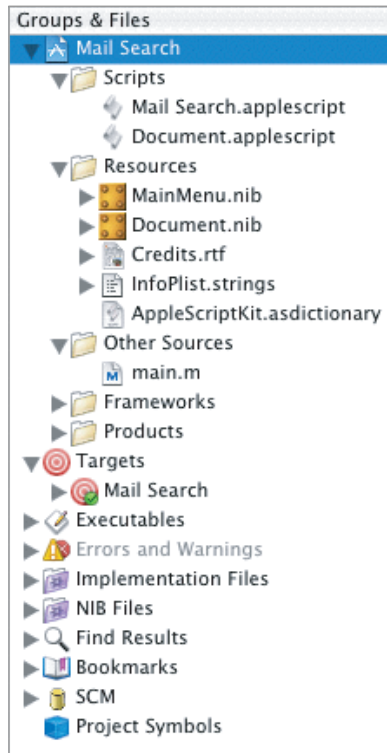 Groups & Files
Mail Search
Scripts
Mail Search.applescript
Document.applescript
Resources
MainMenu.nib
Document.nib
Credits.rtf
InfoPlist.strings
AppleScriptKit.asdictionary
Other Sources
main.m
Frameworks
Products
Targets
Mail Search
Executables
Errors and Warnings
Implementation Files
NIB Files
Find Results
Bookmarks
SCM
Project Symbols